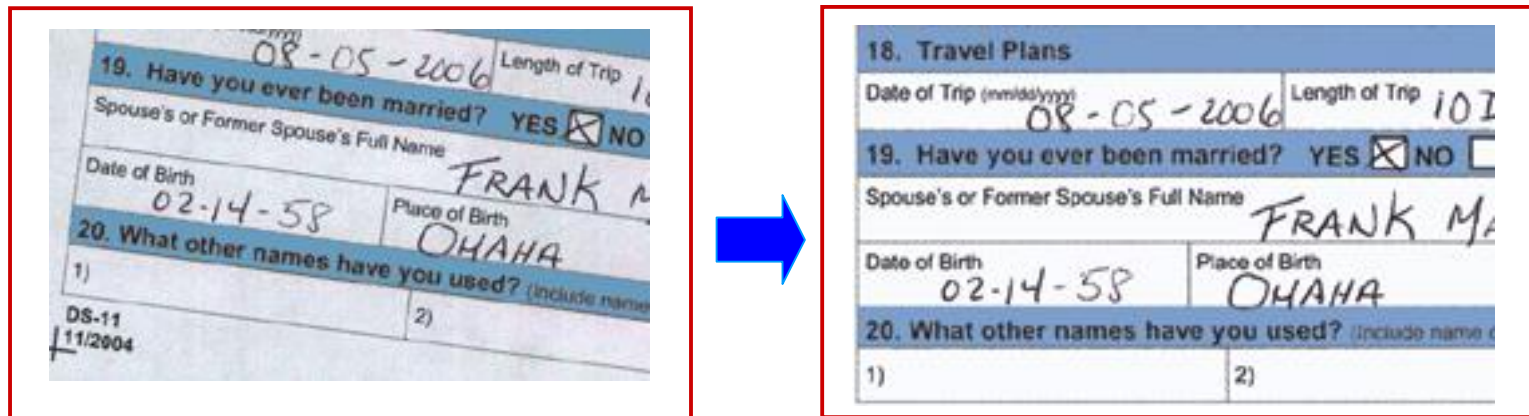 08-05-2006 Length of Trip
19. Have you ever been married? YES NO
Spouse's or Former Spouse's Full Name
FRANK
Date of Birth Place of Birth
02-14-58 OMAHA
20. What other names have you used? (Include name
1) 2)
DS-11
11/2004
18. Travel Plans
Date of Trip (mm/dd/yyyy) Length of Trip
08-05-2006 10
19. Have you ever been married? YES NO
Spouse's or Former Spouse's Full Name
FRANK MA
Date of Birth Place of Birth
02-14-58 OMAHA
20. What other names have you used? (Include name
1) 2)